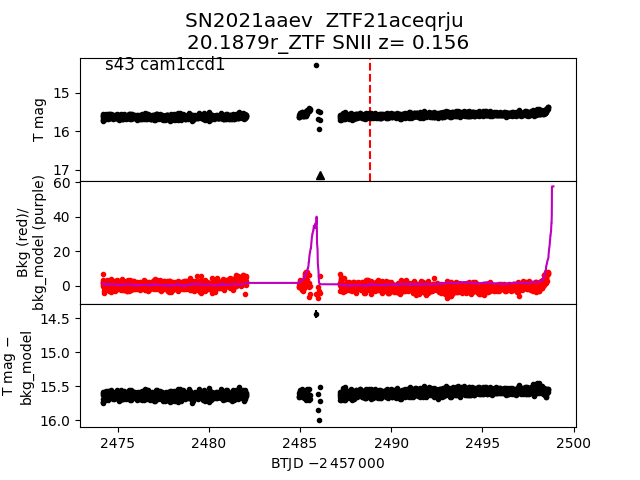 SN2021aaev  ZTF21aceqrju
20.1879r_ZTF SNII z= 0.156
s43 cam1ccd1
T mag
15
16
17
Bkg (red)/
bkg_model (purple)
60
40
20
0
T mag −
bkg_model
14.5
15.0
15.5
16.0
2475
2480
2485
2490
2495
2500
BTJD −2 457 000